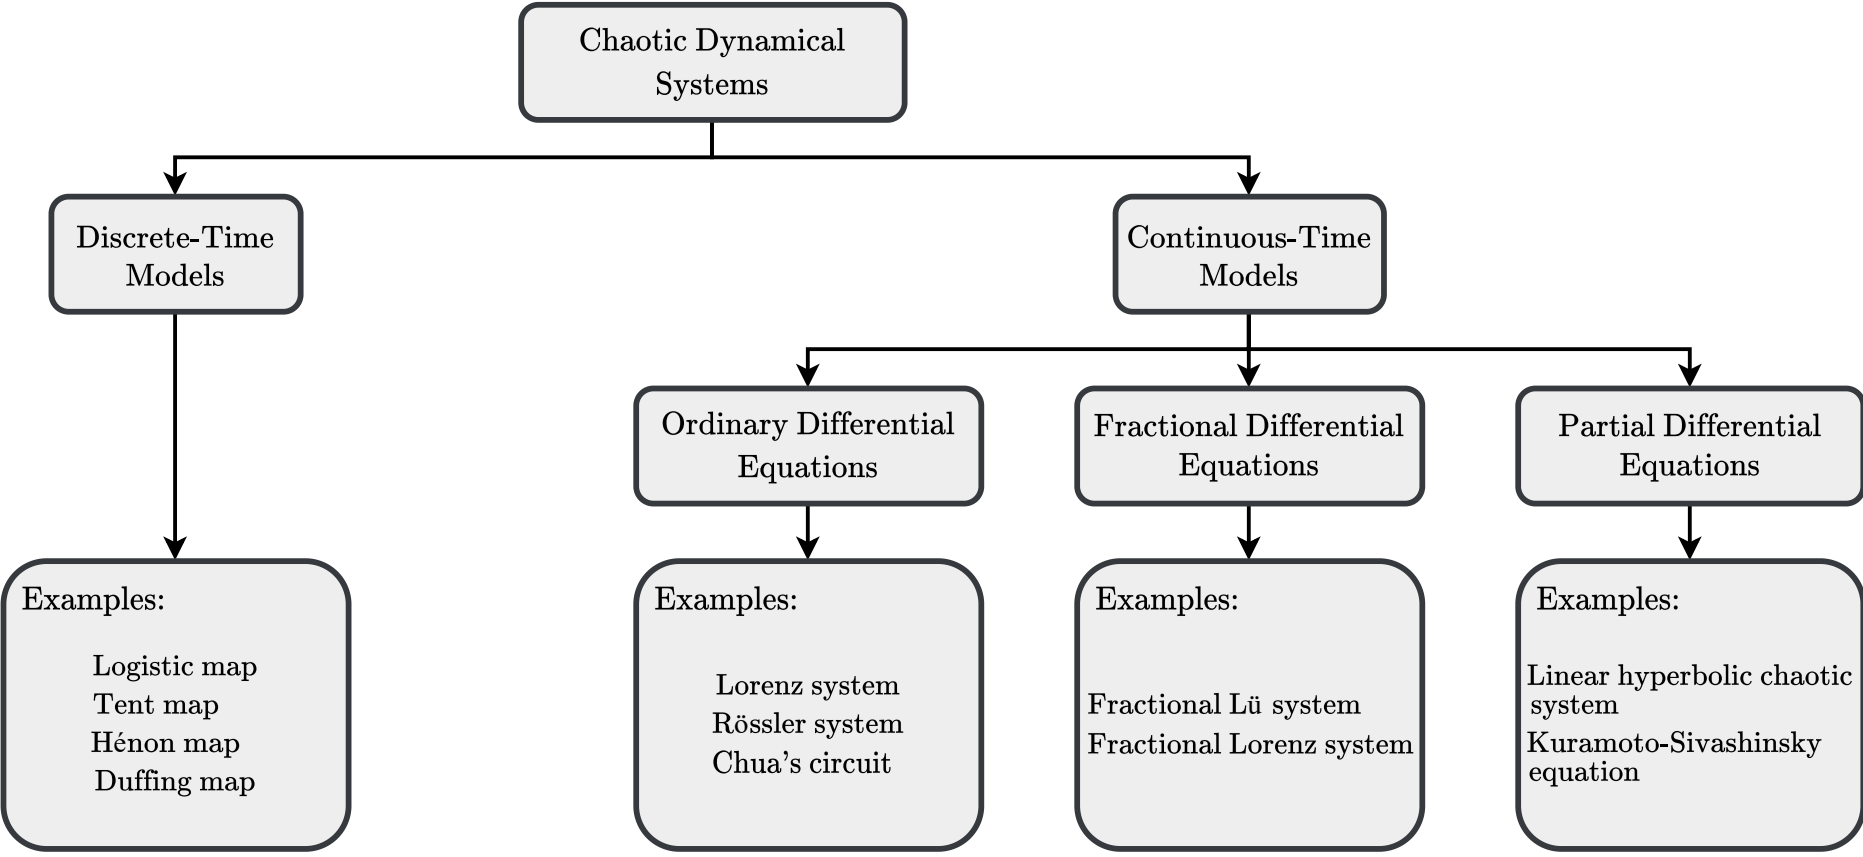 Chaotic Dynamical
Systems
Discrete-Time
Models
Continuous-Time
Models
Ordinary Differential
Equations
Fractional Differential
Equations
Partial Differential
Equations
Examples:
Logistic map
Tent map
Hénon map
Duffing map
Examples:
Lorenz system
Rössler system
Chua's circuit
Examples:
Fractional Lü system
Fractional Lorenz system
Examples:
Linear hyperbolic chaotic
system
Kuramoto-Sivashinsky
equation